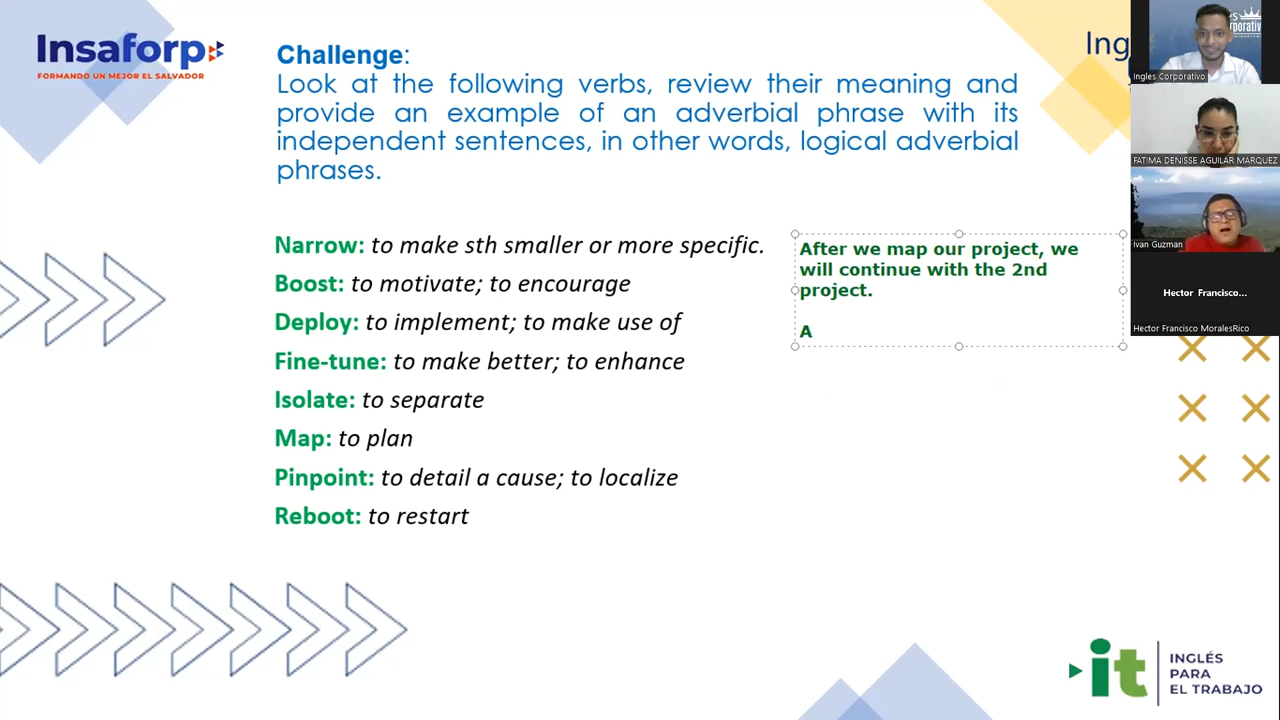 Insaforp
FORMANDO UN MEJOR EL SALVADOR
Challenge:
Look at the following verbs, review their meaning and
provide an example of an adverbial phrase with its
independent sentences, in other words, logical adverbial
phrases.
Narrow: to make sth smaller or more specific.
Boost: to motivate; to encourage
Deploy: to implement; to make use of
Fine-tune: to make better; to enhance
Isolate: to separate
Map: to plan
Pinpoint: to detail a cause; to localize
Reboot: to restart
After we map our project, we
will continue with the 2nd
project.
A
Ing
Ingles Corporativo
FATIMA DENISSE AGUILAR MARQUEZ
Ivan Guzman
Hector Francisco...
Hector Francisco MoralesRico
it
INGLÉS
PARA
EL TRABAJO